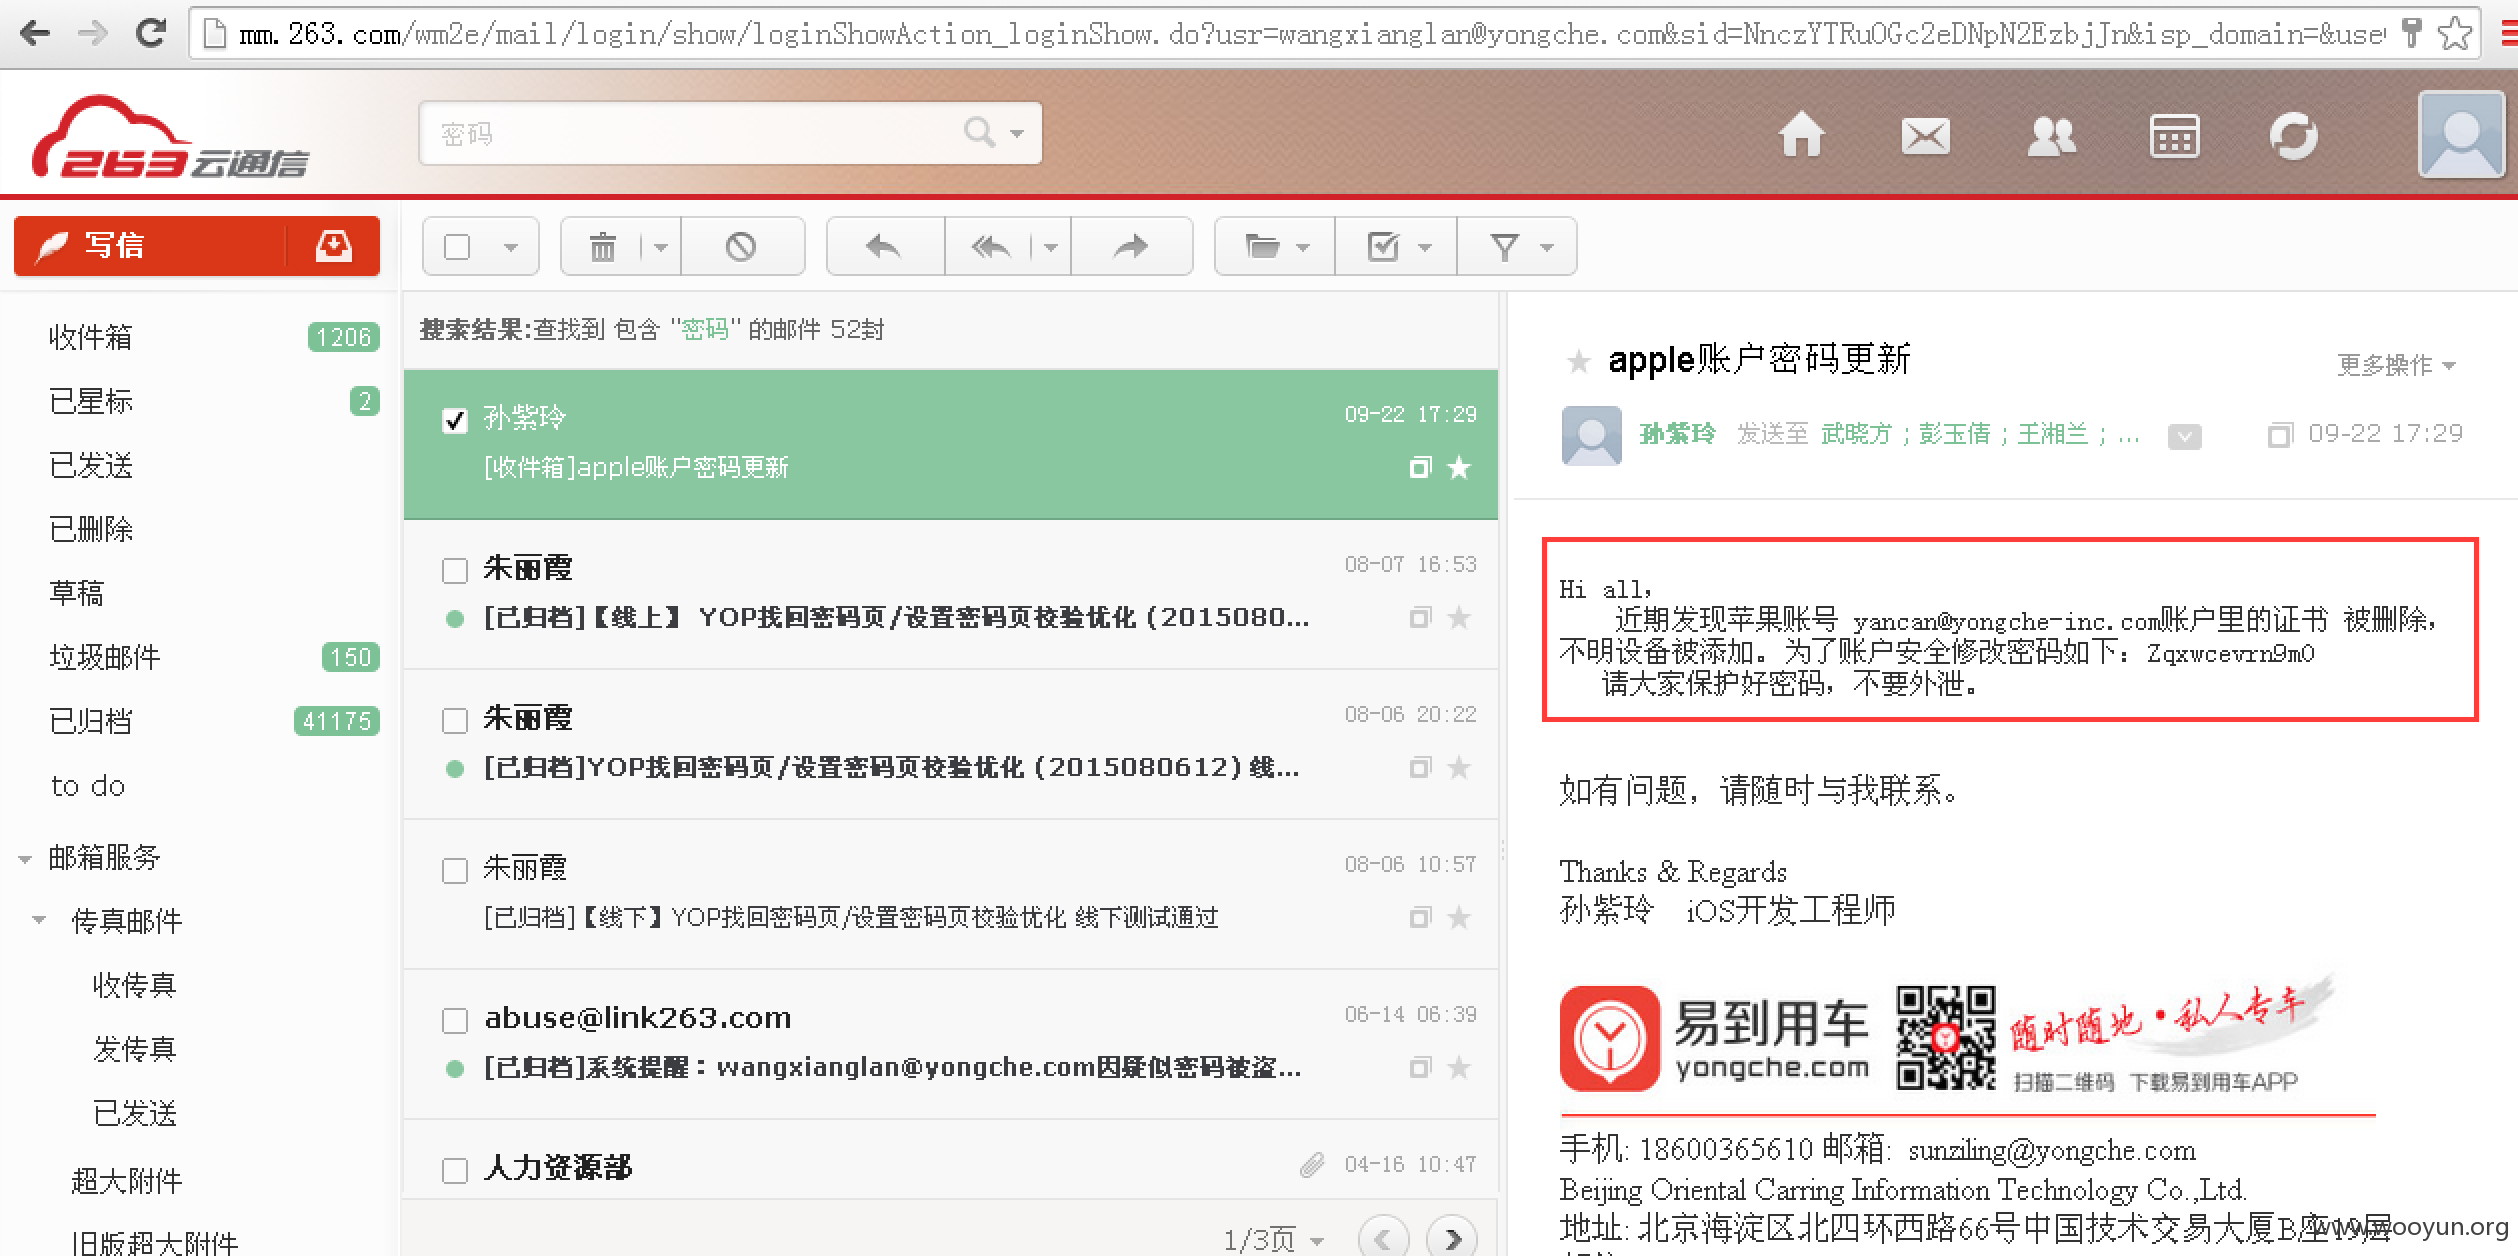 mm.263.com/wm2e/mail/login/show/loginShowAction_loginShow.do?usr=wangxianglan@yongche.com&sid=NnczYTRuOGc2eDNpN2EzbjJn&isp_domain=&use
263云通信
密码
写信
收件箱 1206
已星标 2
已发送
已删除
草稿
垃圾邮件 150
已归档 41175
to do
邮箱服务
传真邮件
收传真
发传真
已发送
超大附件
旧版超大附件
搜索结果:查找到 包含 "密码" 的邮件 52封
孙紫玲 09-22 17:29
[收件箱]apple账户密码更新
朱丽霞 08-07 16:53
[已归档]【线上】 YOP找回密码页/设置密码页校验优化 (2015080...
朱丽霞 08-06 20:22
[已归档]YOP找回密码页/设置密码页校验优化 (2015080612) 线...
朱丽霞 08-06 10:57
[已归档]【线下】YOP找回密码页/设置密码页校验优化 线下测试通过
abuse@link263.com 06-14 06:39
[已归档]系统提醒：wangxianglan@yongche.com因疑似密码被盗...
人力资源部 04-16 10:47
1/3页
apple账户密码更新
更多操作
孙紫玲 发送至 武晓方 ; 彭玉倩 ; 王湘兰 ; ... 09-22 17:29
Hi all,
近期发现苹果账号 yancan@yongche-inc.com账户里的证书 被删除，
不明设备被添加。为了账户安全修改密码如下：Zqxwcevrn9m0
请大家保护好密码，不要外泄。
如有问题，请随时与我联系。
Thanks & Regards
孙紫玲 iOS开发工程师
易到用车
yongche.com
随时随地•私人专车
扫描二维码 下载易到用车APP
手机: 18600365610 邮箱: sunziling@yongche.com
Beijing Oriental Carring Information Technology Co.,Ltd.
地址: 北京海淀区北四环西路66号中国技术交易大厦B座19层
www.wooyun.org